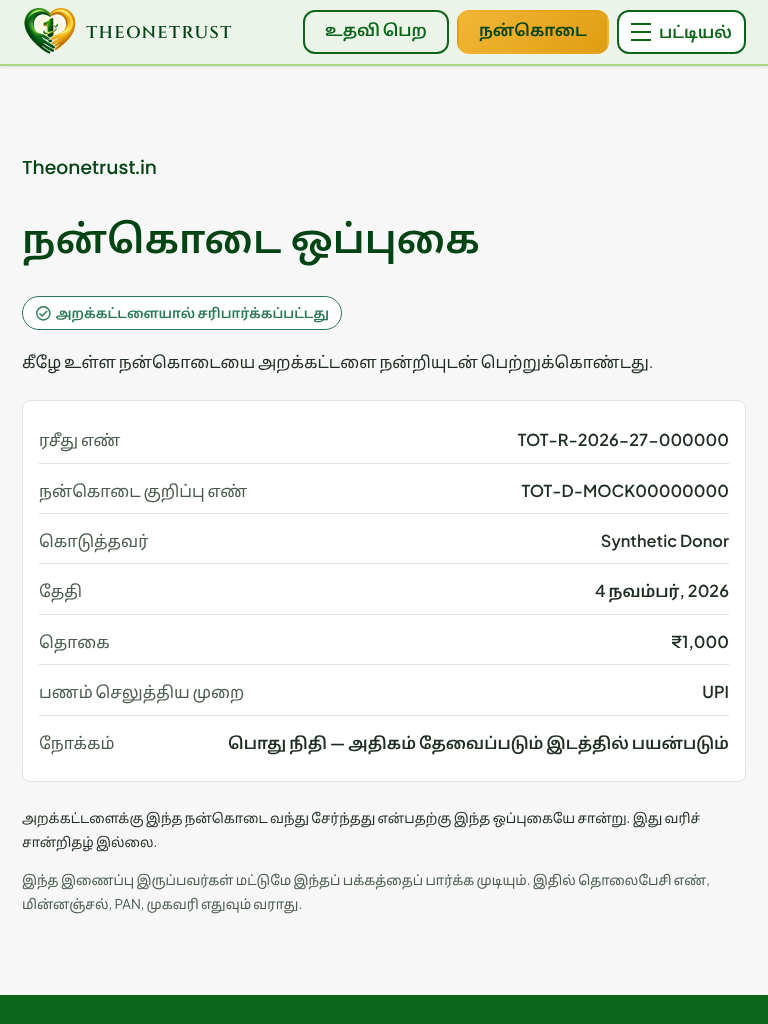 THEONETRUST
உதவி பெற
நன்கொடை
பட்டியல்
Theonetrust.in
நன்கொடை ஒப்புகை
அறக்கட்டளையால் சரிபார்க்கப்பட்டது
கீழே உள்ள நன்கொடையை அறக்கட்டளை நன்றியுடன் பெற்றுக்கொண்டது.
ரசீது எண் TOT-R-2026-27-000000
நன்கொடை குறிப்பு எண் TOT-D-MOCK00000000
கொடுத்தவர் Synthetic Donor
தேதி 4 நவம்பர், 2026
தொகை ₹1,000
பணம் செலுத்திய முறை UPI
நோக்கம் பொது நிதி — அதிகம் தேவைப்படும் இடத்தில் பயன்படும்
அறக்கட்டளைக்கு இந்த நன்கொடை வந்து சேர்ந்தது என்பதற்கு இந்த ஒப்புகையே சான்று. இது வரிச்
சான்றிதழ் இல்லை.
இந்த இணைப்பு இருப்பவர்கள் மட்டுமே இந்தப் பக்கத்தைப் பார்க்க முடியும். இதில் தொலைபேசி எண்,
மின்னஞ்சல், PAN, முகவரி எதுவும் வராது.